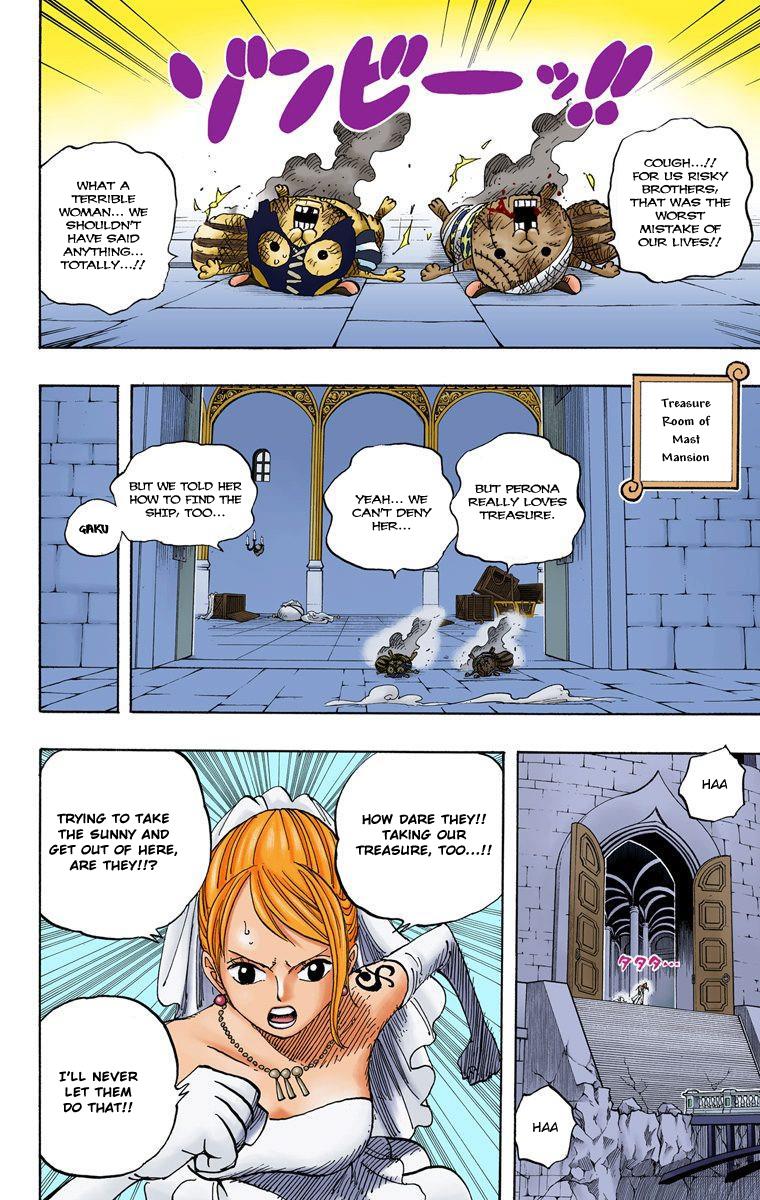 ゾンビーッ!!
COUGH...!!
FOR US RISKY
BROTHERS,
THAT WAS THE
WORST
MISTAKE OF
OUR LIVES!!
WHAT A
TERRIBLE
WOMAN... WE
SHOULDN'T
HAVE SAID
ANYTHING...
TOTALLY...!!
Treasure
Room of
Mast
Mansion
BUT PERONA
REALLY LOVES
TREASURE.
YEAH... WE
CAN'T DENY
HER...
BUT WE TOLD HER
HOW TO FIND THE
SHIP, TOO...
GAKU
HAA
タタタ...
HAA
HOW DARE THEY!!
TAKING OUR
TREASURE, TOO...!!
TRYING TO TAKE
THE SUNNY AND
GET OUT OF HERE,
ARE THEY!!?
I'LL NEVER
LET THEM
DO THAT!!